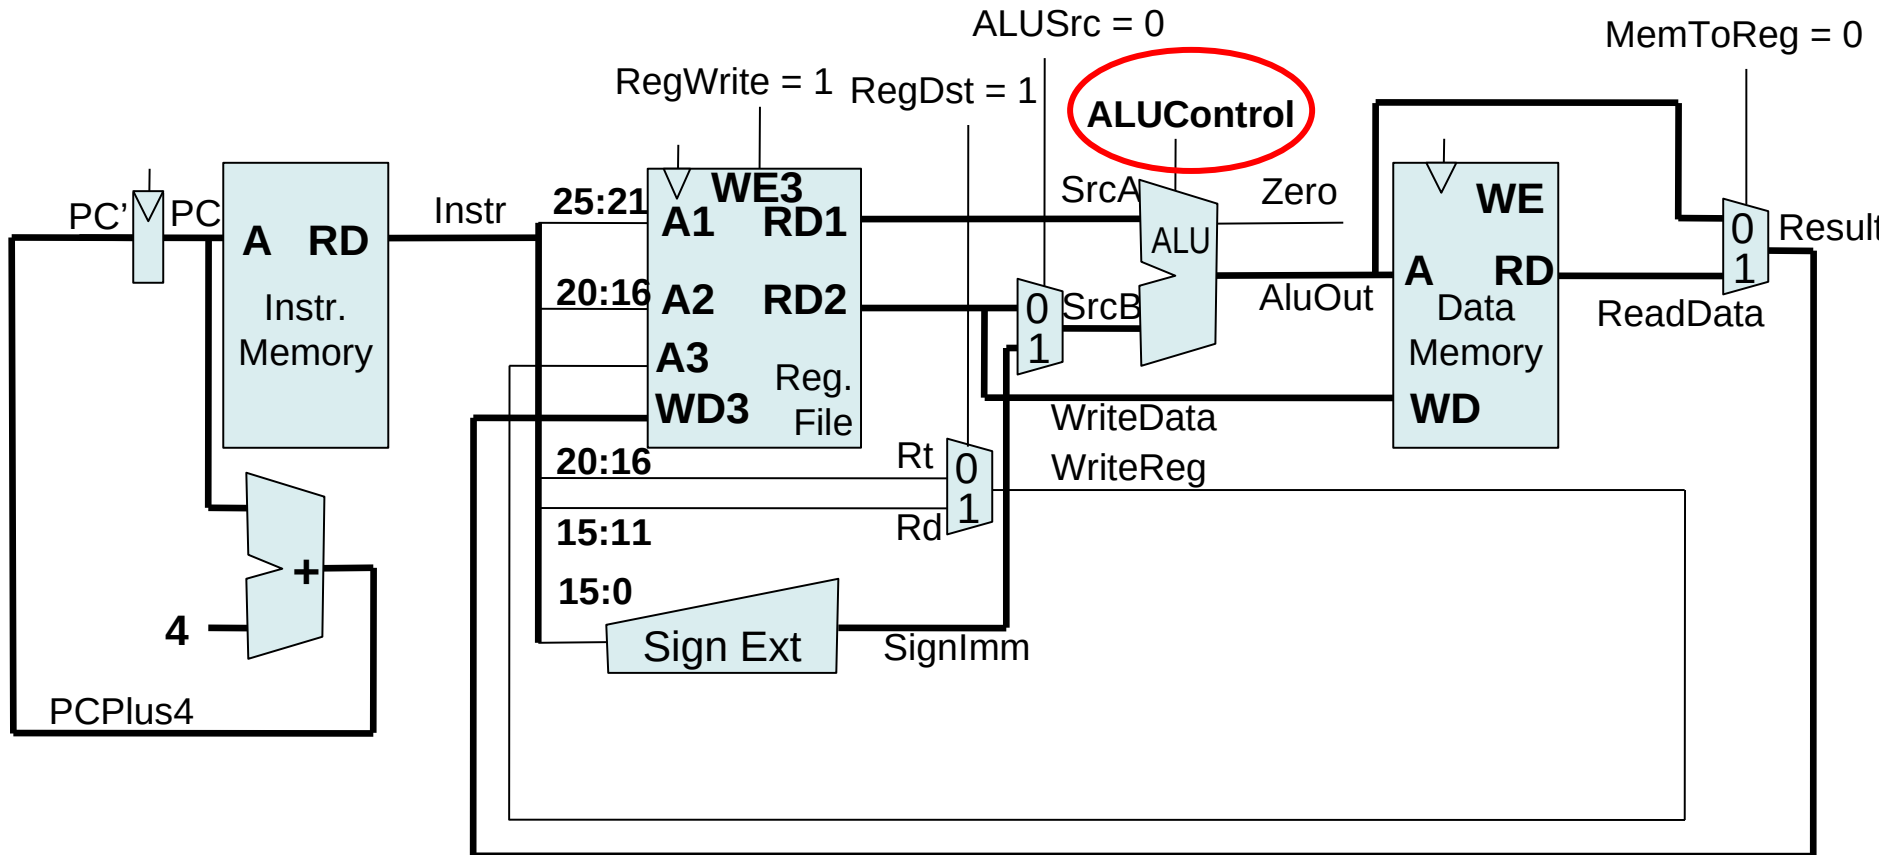 ALUSrc = 0
MemToReg = 0
RegWrite = 1
RegDst = 1
ALUControl
PC’
PC
A
RD
Instr.
Memory
Instr
25:21
20:16
WE3
A1
RD1
A2
RD2
A3
WD3
Reg.
File
SrcA
SrcB
0
1
ALU
Zero
AluOut
WE
A
RD
Data
Memory
WD
ReadData
0
1
Result
WriteData
WriteReg
20:16
Rt
0
1
15:11
Rd
15:0
Sign Ext
SignImm
+
4
PCPlus4